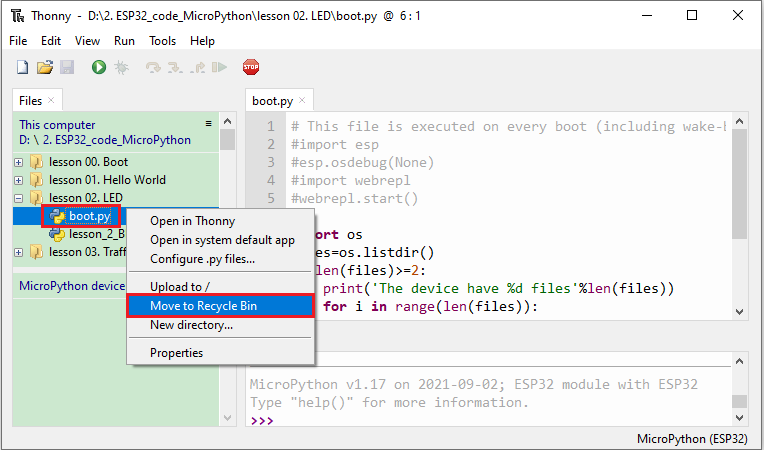 Thonny - D:\2. ESP32_code_MicroPython\lesson 02. LED\boot.py @ 6 : 1
File Edit View Run Tools Help
STOP
Files ×
This computer
D: \ 2. ESP32_code_MicroPython
lesson 00. Boot
lesson 01. Hello World
lesson 02. LED
boot.py
lesson_2_B
lesson 03. Traff
MicroPython device
Open in Thonny
Open in system default app
Configure .py files...
Upload to /
Move to Recycle Bin
New directory...
Properties
boot.py ×
1 # This file is executed on every boot (including wake-b
2 #import esp
3 #esp.osdebug(None)
4 #import webrepl
5 #webrepl.start()
ort os
es=os.listdir()
len(files)>=2:
print('The device have %d files'%len(files))
for i in range(len(files)):
MicroPython v1.17 on 2021-09-02; ESP32 module with ESP32
Type "help()" for more information.
>>>
MicroPython (ESP32)